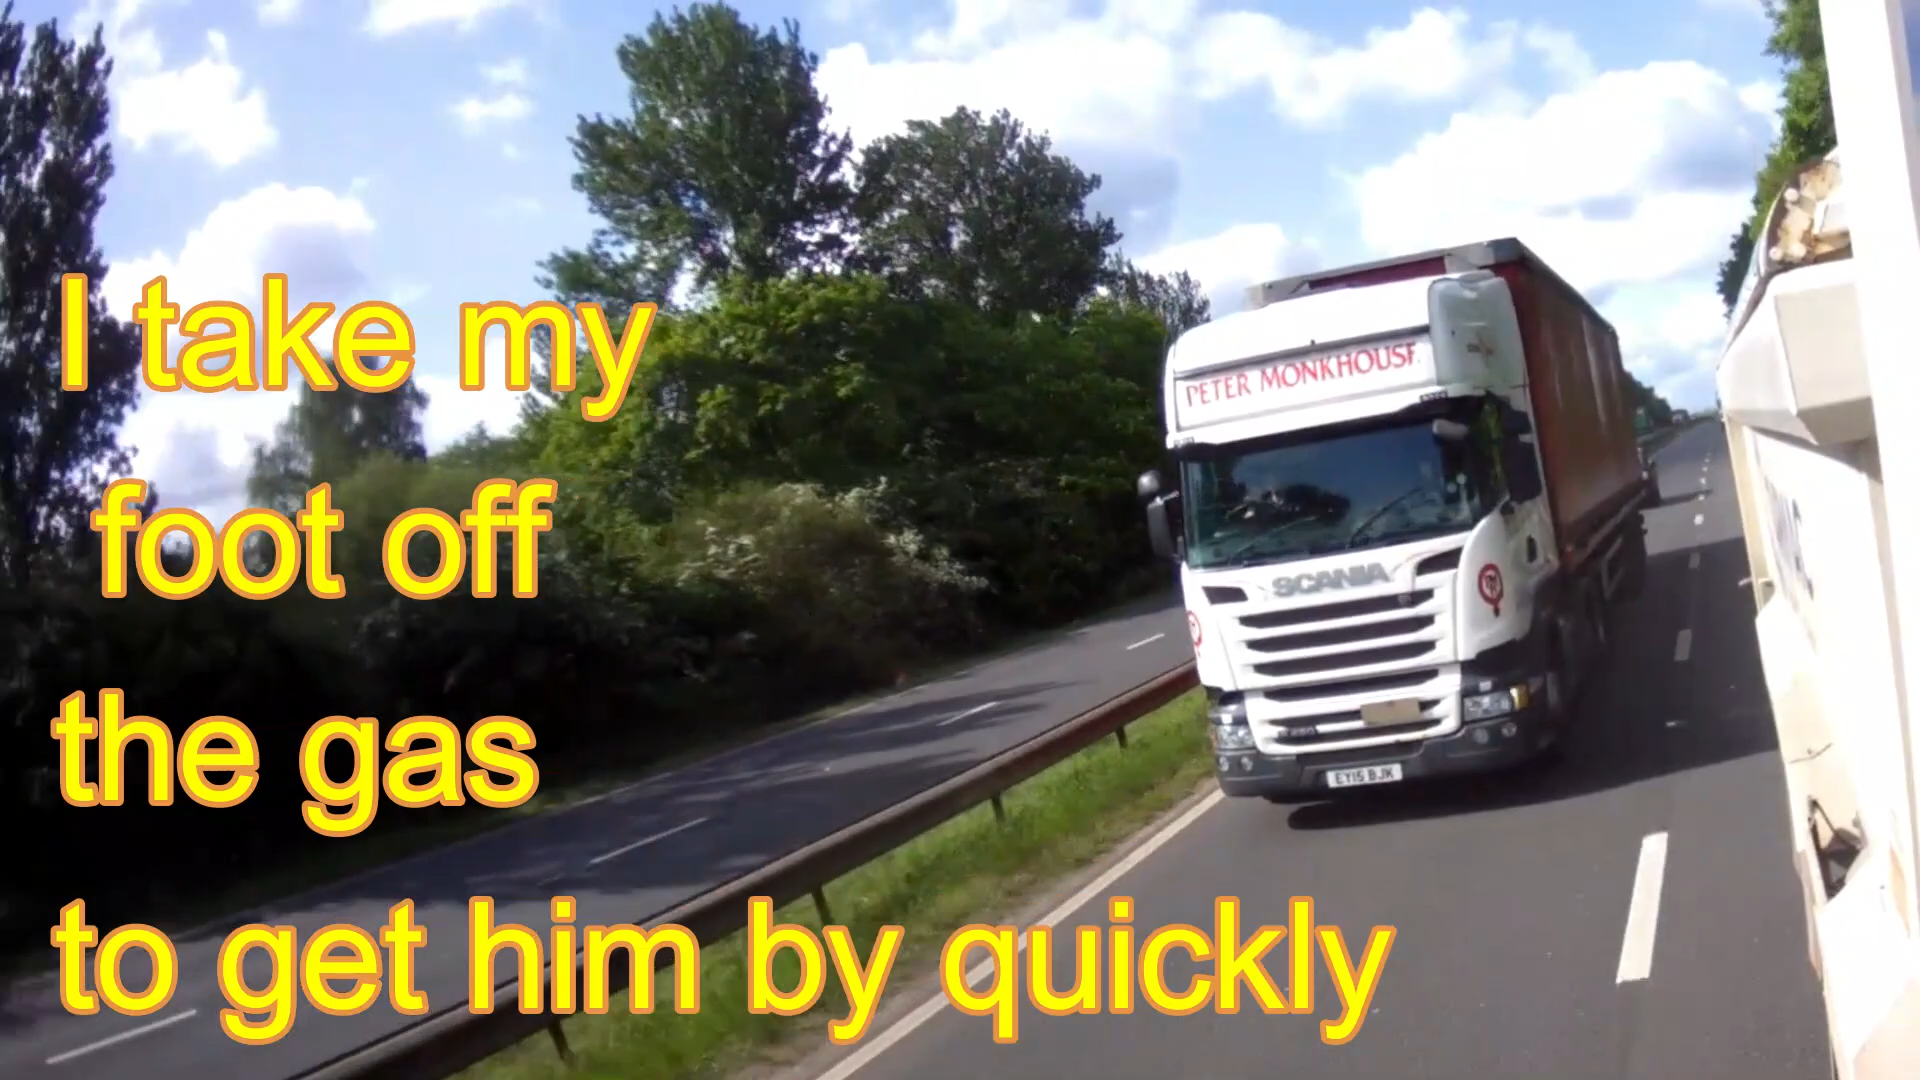 I take my
foot off
the gas
to get him by quickly
PETER MONKHOUSE
SCANIA
EY15 BJK